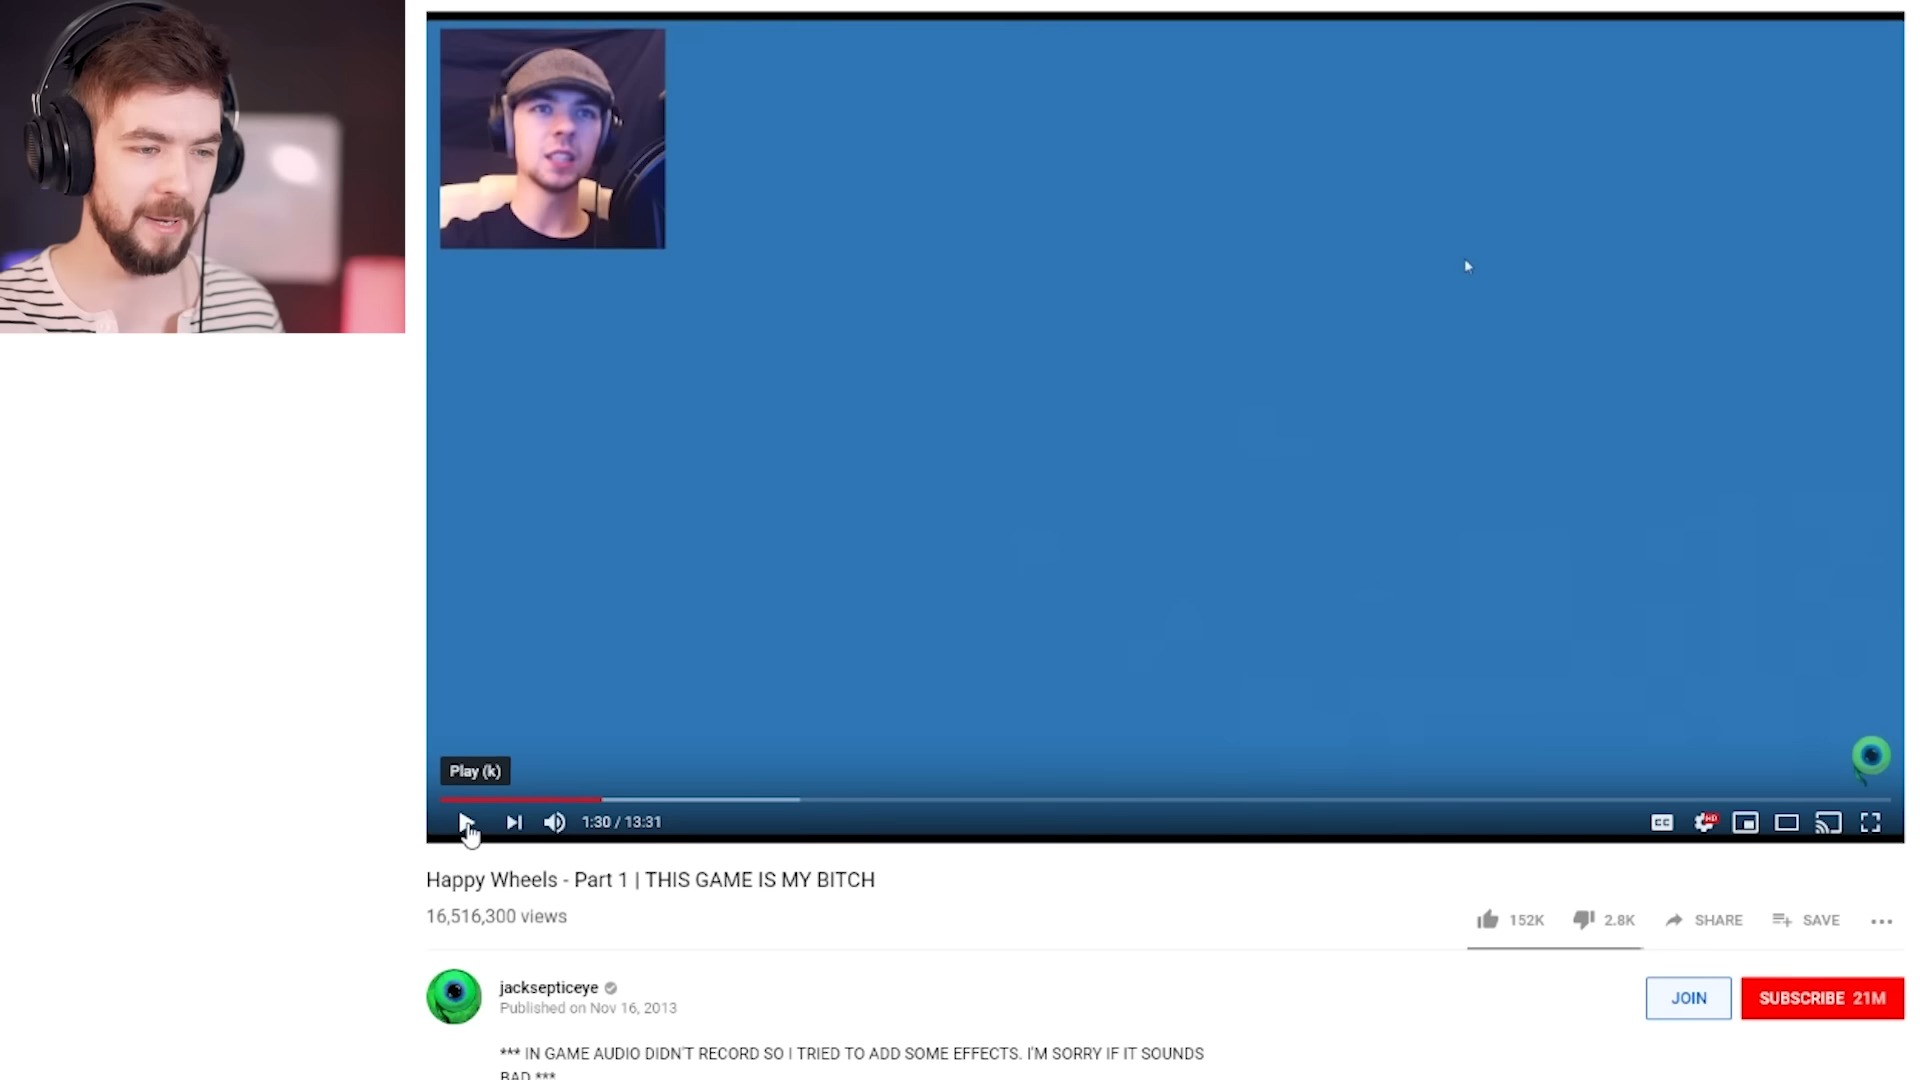 Play (k)
1:30 / 13:31
CC
HD
Happy Wheels - Part 1 | THIS GAME IS MY BITCH
16,516,300 views
152K
2.8K
SHARE
SAVE
jacksepticeye
Published on Nov 16, 2013
JOIN
SUBSCRIBE 21M
*** IN GAME AUDIO DIDN'T RECORD SO I TRIED TO ADD SOME EFFECTS. I'M SORRY IF IT SOUNDS
BAD ***